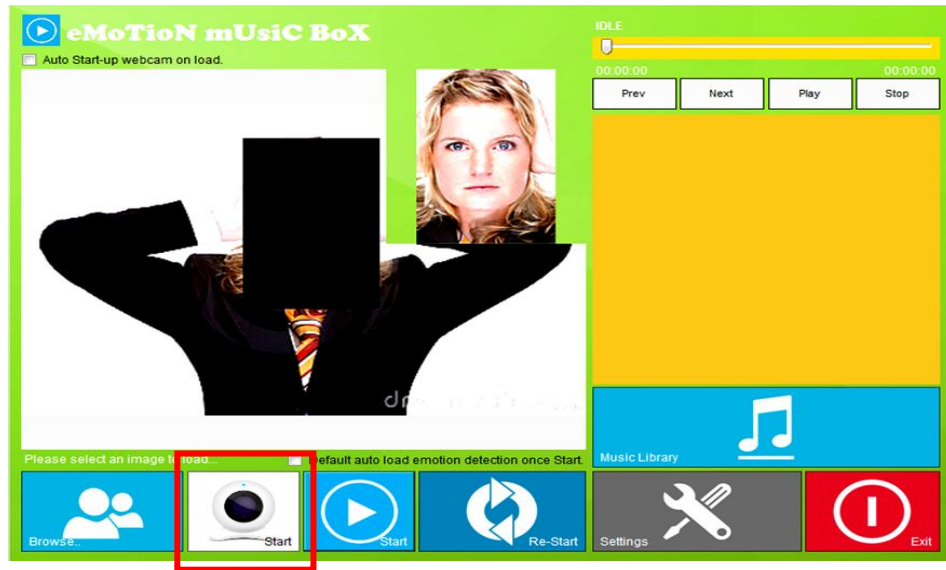 eMoTioN mUsiC BoX
Auto Start-up webcam on load.
IDLE
00:00:00
00:00:00
Prev
Next
Play
Stop
Please select an image to load...
Default auto load emotion detection once Start.
Music Library
Browse..
Start
Start
Re-Start
Settings
Exit